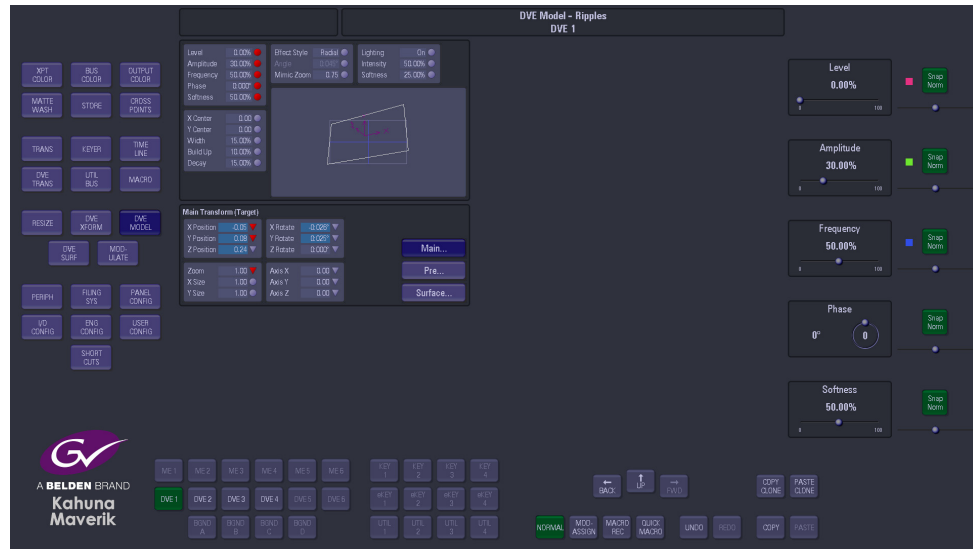 DVE Model - Ripples
DVE 1
XPT COLOR
BUS COLOR
OUTPUT COLOR
MATTE WASH
STORE
CROSS POINTS
TRANS
KEYER
TIME LINE
DVE TRANS
UTIL BUS
MACRO
RESIZE
DVE XFORM
DVE MODEL
DVE SURF
MOD- ULATE
PERIPH
FILING SYS
PANEL CONFIG
I/O CONFIG
ENG CONFIG
USER CONFIG
SHORT CUTS
Level 0.00%
Amplitude 30.00%
Frequency 50.00%
Phase 0.000°
Softness 50.00%
Effect Style Radial
Angle
Mimic Zoom 0.75
Lighting On
Intensity 50.00%
Softness 25.00%
X Center 0.00
Y Center 0.00
Width 15.00%
Build Up 10.00%
Decay 15.00%
Main Transform (Target)
X Position -0.05
Y Position 0.08
Z Position 0.24
X Rotate -0.026°
Y Rotate 0.025°
Z Rotate 0.000°
Zoom 1.00
X Size 1.00
Y Size 1.00
Axis X 0.00
Axis Y 0.00
Axis Z 0.00
Main...
Pre...
Surface...
Level
0.00%
0 100
Snap Norm
Amplitude
30.00%
0 100
Snap Norm
Frequency
50.00%
0 100
Snap Norm
Phase
0° 0
Snap Norm
Softness
50.00%
0 100
Snap Norm
GV
A BELDEN BRAND
Kahuna
Maverik
ME 1 ME 2 ME 3 ME 4 ME 5 ME 6
DVE 1 DVE 2 DVE 3 DVE 4 DVE 5 DVE 6
BGND A BGND B BGND C BGND D
KEY 1 KEY 2 KEY 3 KEY 4
eKEY 1 eKEY 2 eKEY 3 eKEY 4
UTIL 1 UTIL 2 UTIL 3 UTIL 4
← BACK
↑ UP
→ FWD
COPY CLONE
PASTE CLONE
NORMAL
MOD- ASSIGN
MACRO REC
QUICK MACRO
UNDO
REDO
COPY
PASTE